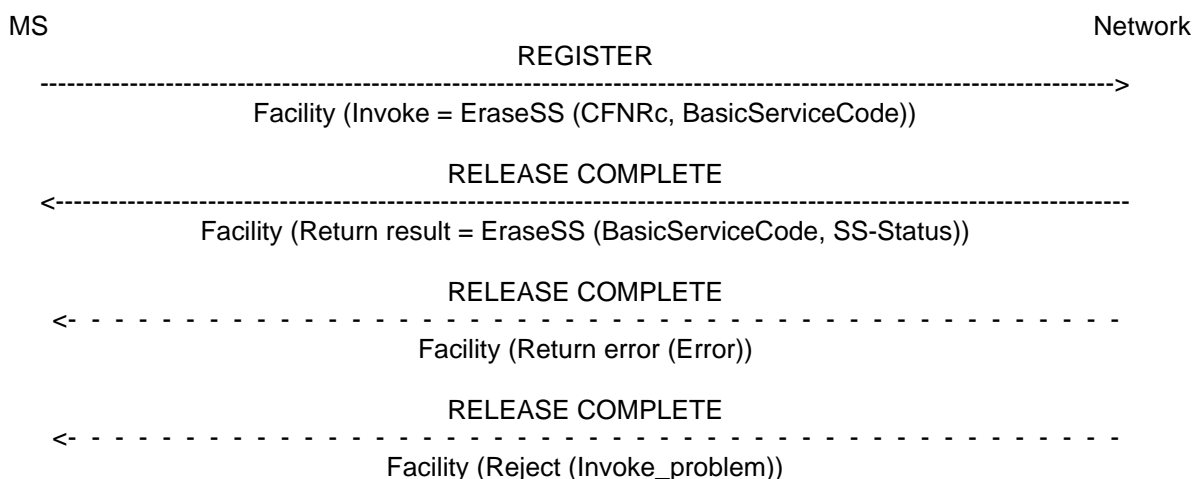 MS Network
REGISTER
Facility (Invoke = EraseSS (CFNRc, BasicServiceCode))
RELEASE COMPLETE
Facility (Return result = EraseSS (BasicServiceCode, SS-Status))
RELEASE COMPLETE
Facility (Return error (Error))
RELEASE COMPLETE
Facility (Reject (Invoke_problem))